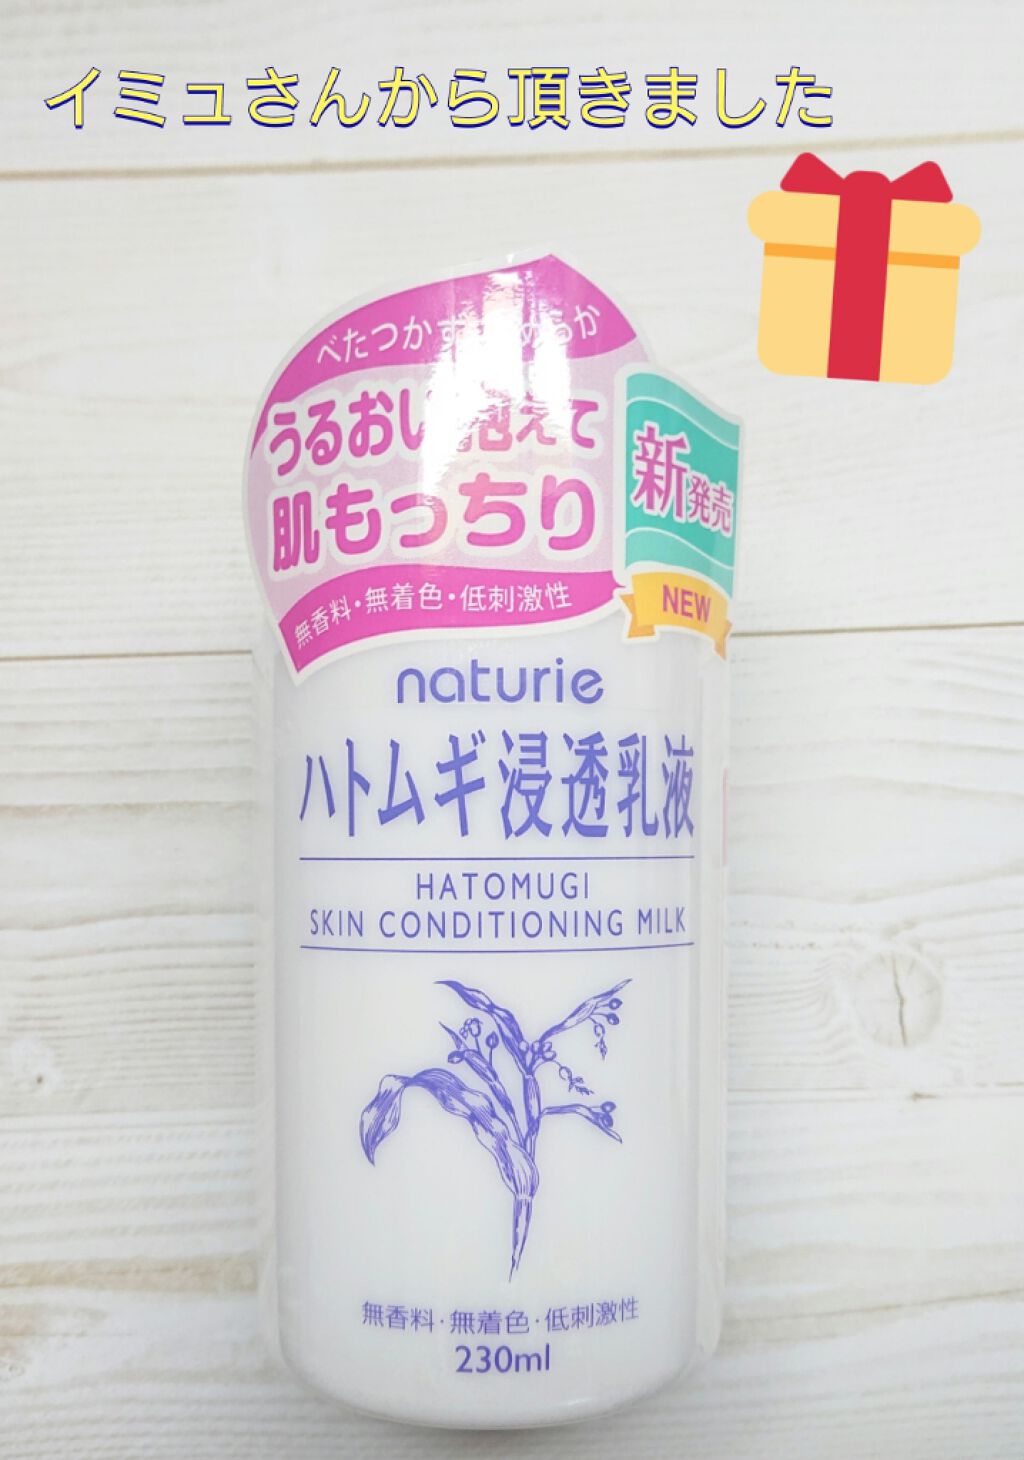 イミュさんから頂きました
べたつかず
うるおい抱えて
肌もっちり
無香料・無着色・低刺激性
新発売
NEW
naturie
ハトムギ浸透乳液
HATOMUGI
SKIN CONDITIONING MILK
無香料・無着色・低刺激性
230ml